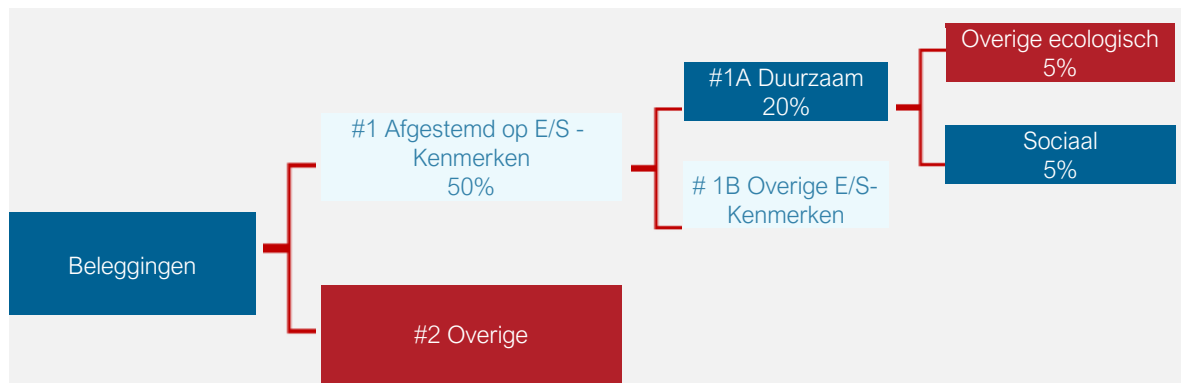 Beleggingen
#1 Afgestemd op E/S -
Kenmerken
50%
#2 Overige
#1A Duurzaam
20%
# 1B Overige E/S-
Kenmerken
Overige ecologisch
5%
Sociaal
5%